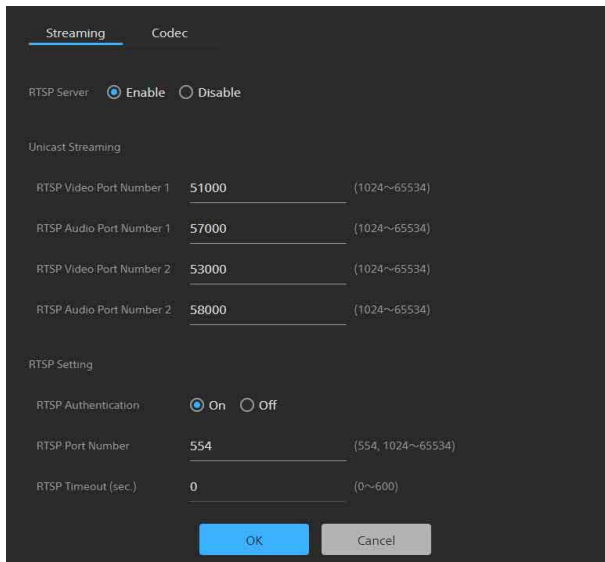 Streaming Codec
RTSP Server Enable Disable
Unicast Streaming
RTSP Video Port Number 1 51000 (1024~65534)
RTSP Audio Port Number 1 57000 (1024~65534)
RTSP Video Port Number 2 53000 (1024~65534)
RTSP Audio Port Number 2 58000 (1024~65534)
RTSP Setting
RTSP Authentication On Off
RTSP Port Number 554 (554, 1024~65534)
RTSP Timeout (sec.) 0 (0~600)
OK Cancel